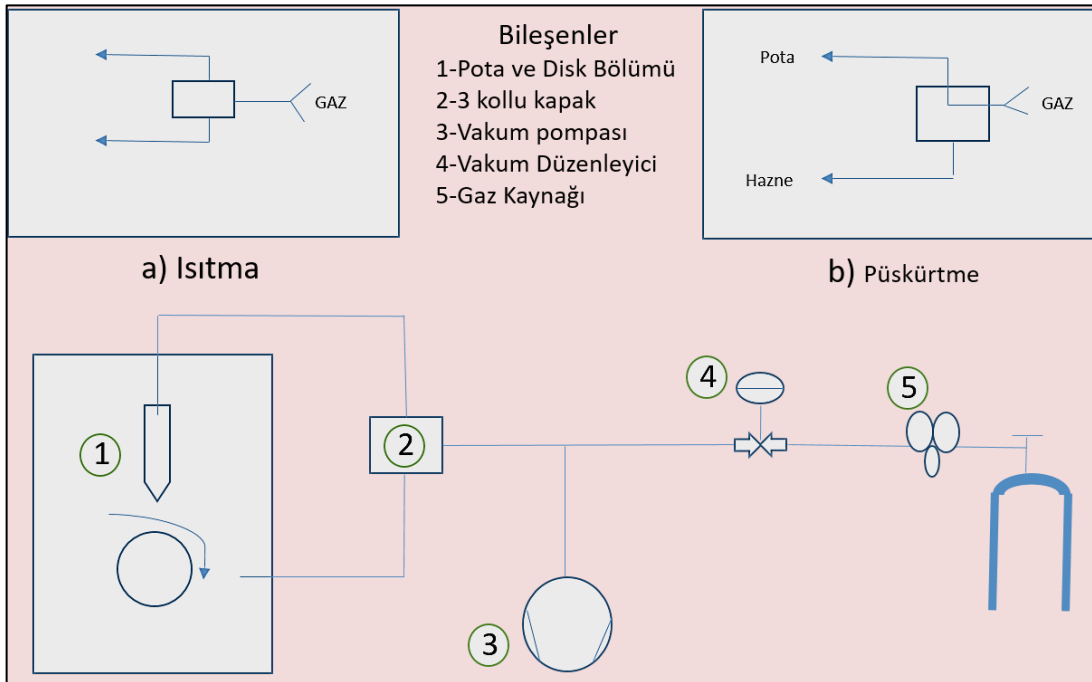 GAZ
a) Isıtma
Bileşenler
1-Pota ve Disk Bölümü
2-3 kollu kapak
3-Vakum pompası
4-Vakum Düzenleyici
5-Gaz Kaynağı
Pota
GAZ
Hazne
b) Püskürtme
1
2
3
4
5